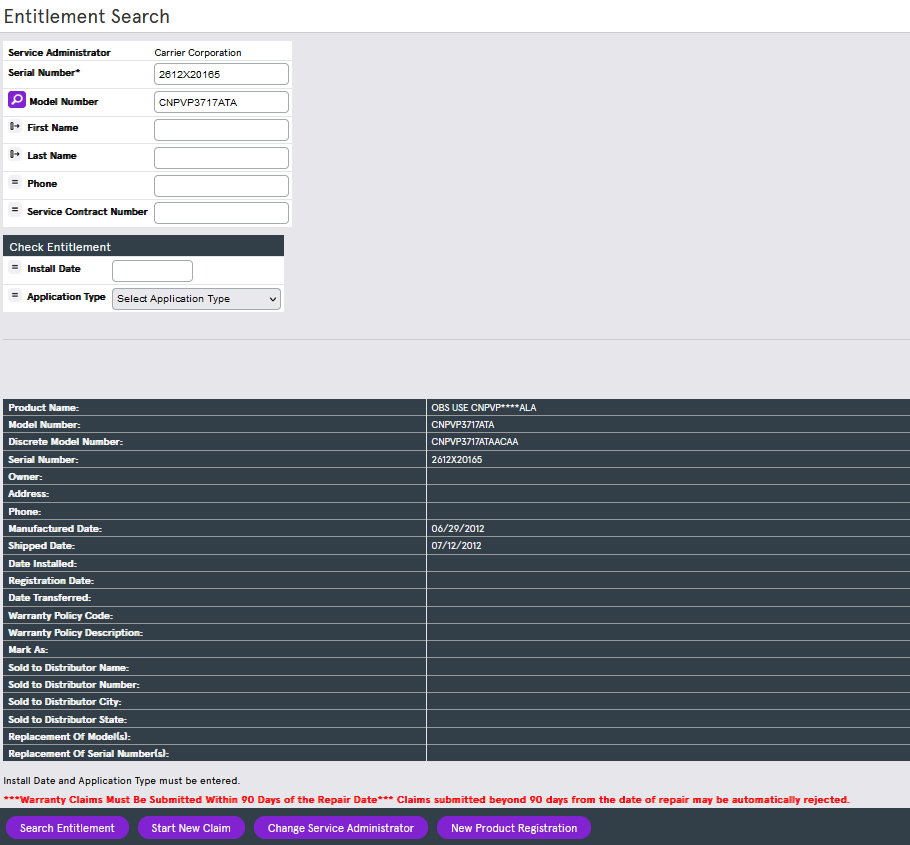 Entitlement Search
Service Administrator Carrier Corporation
Serial Number* 2612X20165
Model Number CNPVP3717ATA
First Name
Last Name
= Phone
= Service Contract Number
Check Entitlement
= Install Date
= Application Type Select Application Type
Product Name: OBS USE CNPVP****ALA
Model Number: CNPVP3717ATA
Discrete Model Number: CNPVP3717ATAACAA
Serial Number: 2612X20165
Owner:
Address:
Phone:
Manufactured Date: 06/29/2012
Shipped Date: 07/12/2012
Date Installed:
Registration Date:
Date Transferred:
Warranty Policy Code:
Warranty Policy Description:
Mark As:
Sold to Distributor Name:
Sold to Distributor Number:
Sold to Distributor City:
Sold to Distributor State:
Replacement Of Model(s):
Replacement Of Serial Number(s):
Install Date and Application Type must be entered.
***Warranty Claims Must Be Submitted Within 90 Days of the Repair Date*** Claims submitted beyond 90 days from the date of repair may be automatically rejected.
Search Entitlement Start New Claim Change Service Administrator New Product Registration